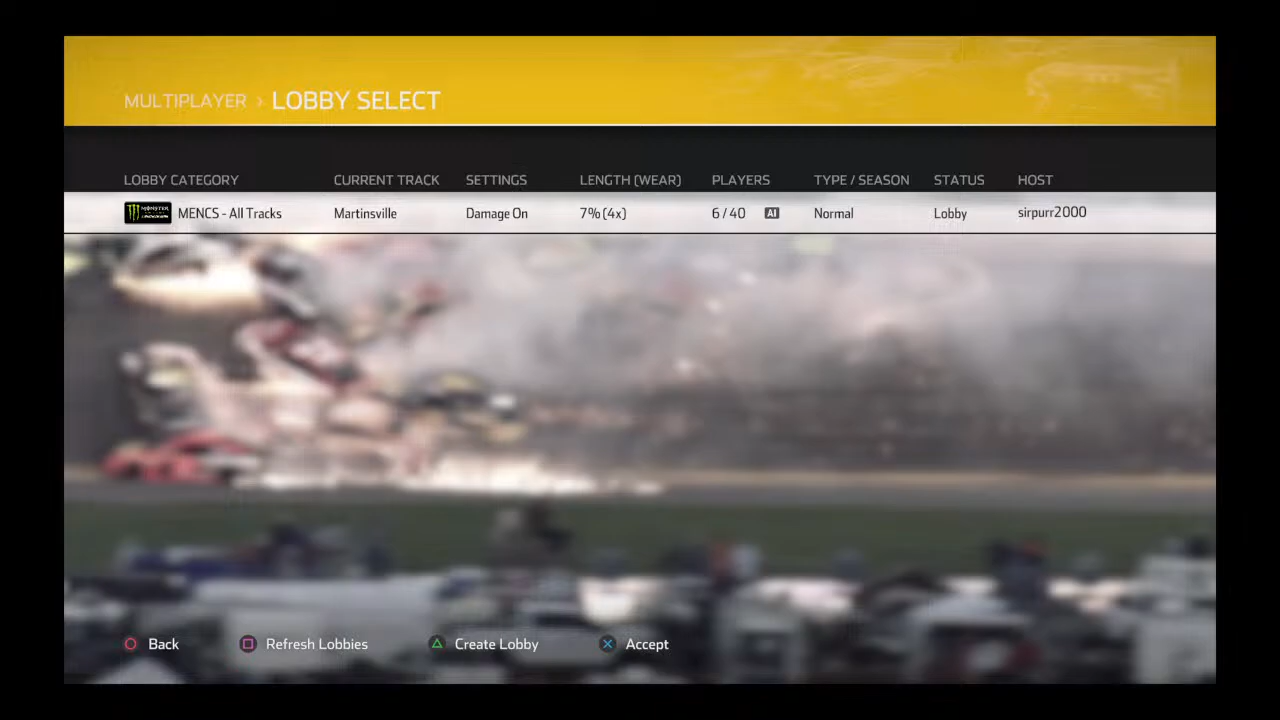 MULTIPLAYER › LOBBY SELECT
LOBBY CATEGORY CURRENT TRACK SETTINGS LENGTH (WEAR) PLAYERS TYPE / SEASON STATUS HOST
MONSTER MENCS - All Tracks Martinsville Damage On 7% (4x) 6 / 40 AI Normal Lobby sirpurr2000
Back Refresh Lobbies Create Lobby Accept